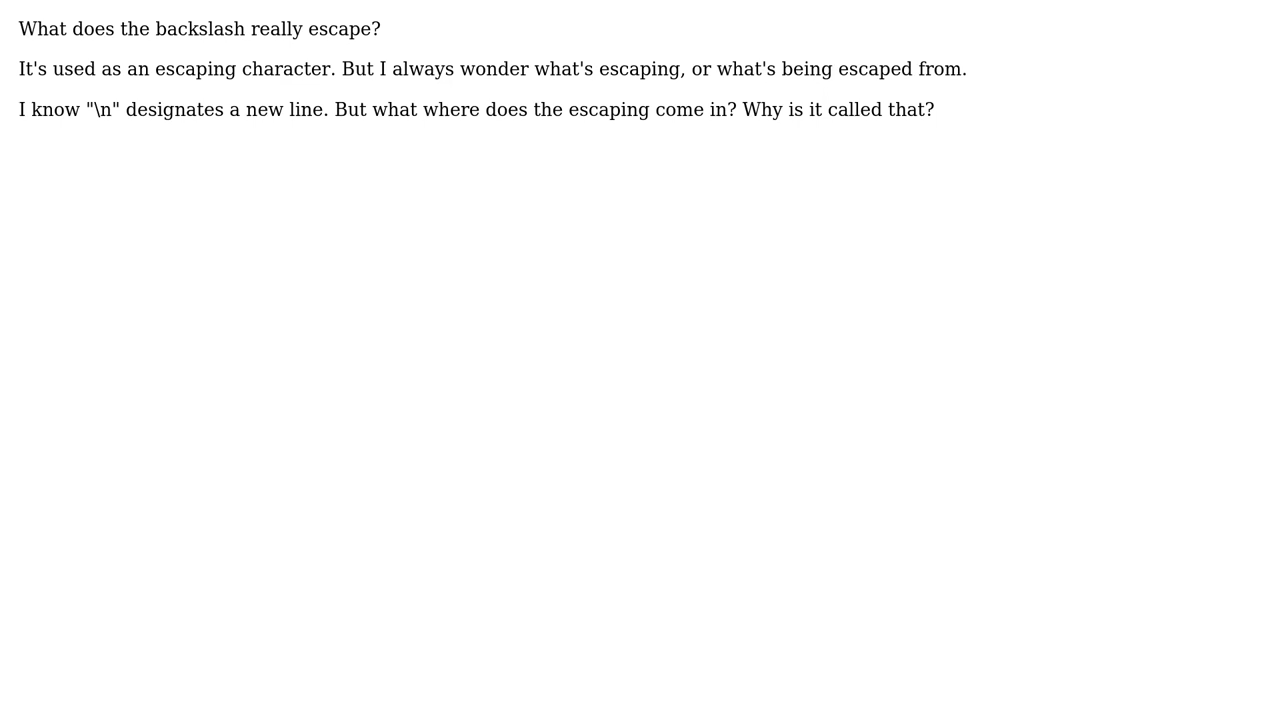 What does the backslash really escape?
It's used as an escaping character. But I always wonder what's escaping, or what's being escaped from.
I know "\n" designates a new line. But what where does the escaping come in? Why is it called that?